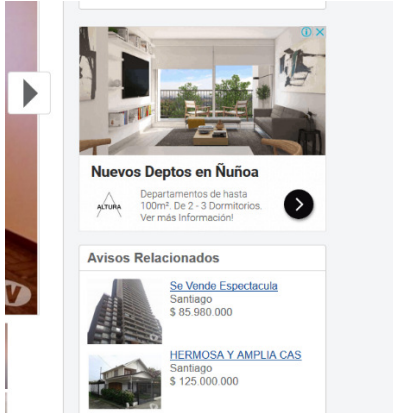 Nuevos Deptos en Ñuñoa
ALTURA
Departamentos de hasta
100m². De 2 - 3 Dormitorios.
Ver más Información!
Avisos Relacionados
Se Vende Espectacula
Santiago
$ 85.980.000
HERMOSA Y AMPLIA CAS
Santiago
$ 125.000.000